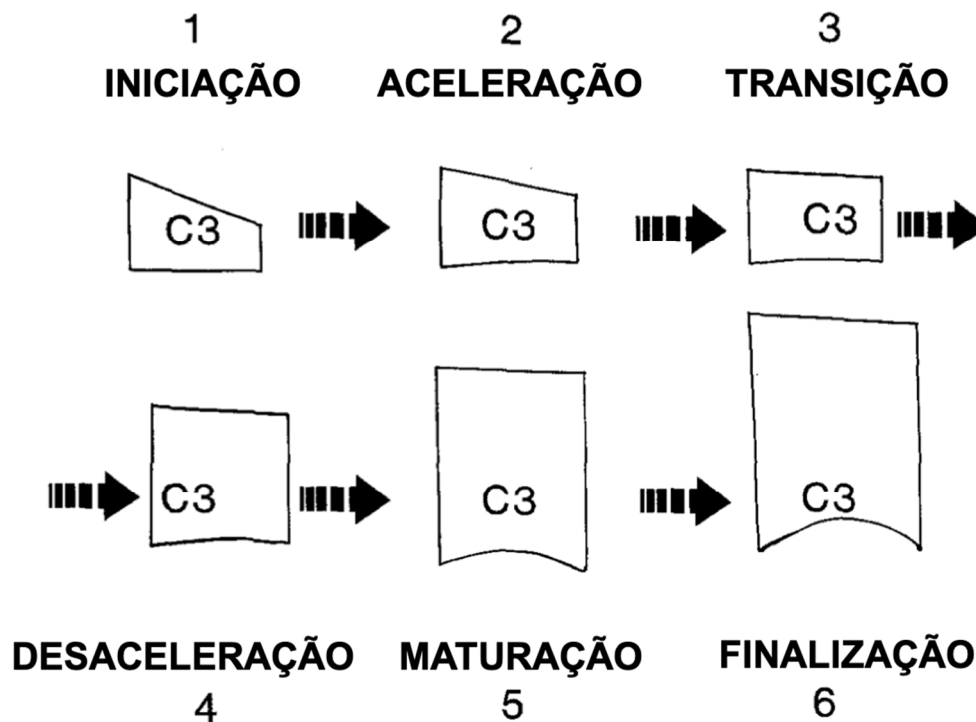 1 2 3
INICIAÇÃO ACELERAÇÃO TRANSIÇÃO
C3 C3 C3
C3 C3 C3
DESACELERAÇÃO MATURAÇÃO FINALIZAÇÃO
4 5 6